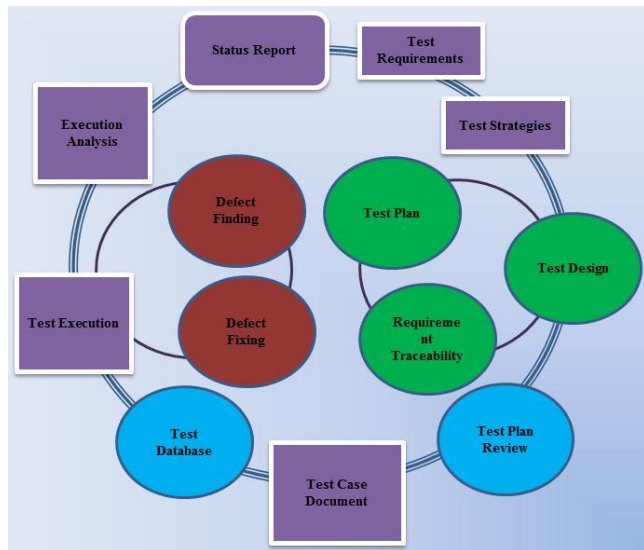 Status Report
Test
Requirements
Test Strategies
Execution
Analysis
Defect
Finding
Test Plan
Test Design
Test Execution
Defect
Fixing
Requireme
nt
Traceability
Test
Database
Test Plan
Review
Test Case
Document